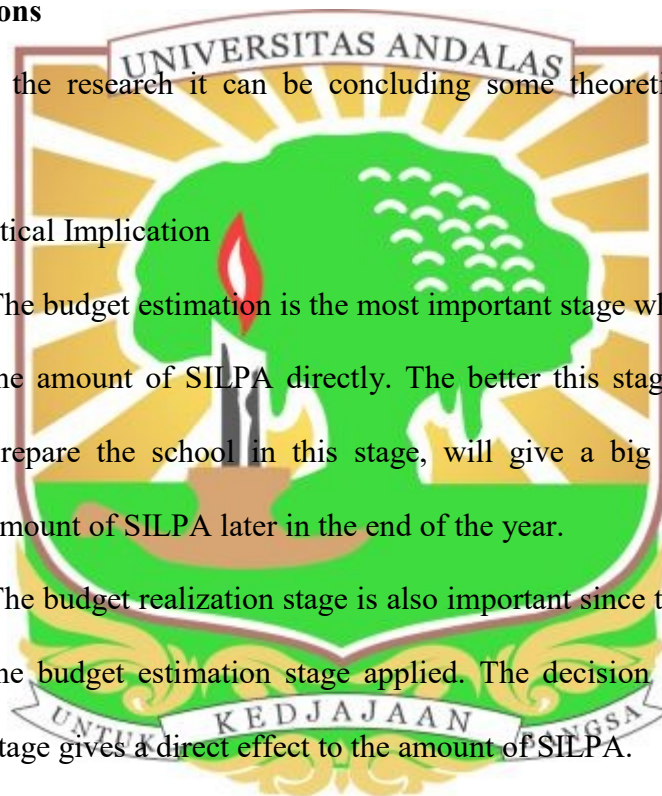 ons
UNIVERSITAS ANDALAS
the research it can be concluding some theoreti
tical Implication
The budget estimation is the most important stage wh
he amount of SILPA directly. The better this stag
repare the school in this stage, will give a big
mount of SILPA later in the end of the year.
The budget realization stage is also important since t
he budget estimation stage applied. The decision
UNTUK KEDJAJAAN BANGSA
tage gives a direct effect to the amount of SILPA.